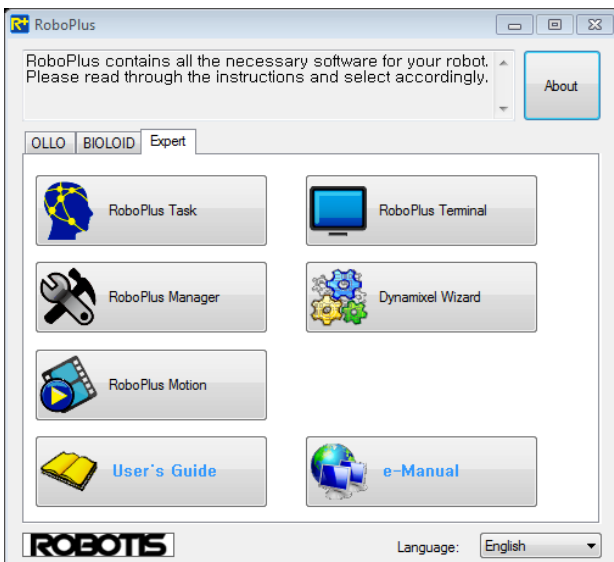 RoboPlus
RoboPlus contains all the necessary software for your robot.
Please read through the instructions and select accordingly.
About
OLLO BIOLOID Expert
RoboPlus Task
RoboPlus Terminal
RoboPlus Manager
Dynamixel Wizard
RoboPlus Motion
User's Guide
e-Manual
ROBOTIS
Language: English